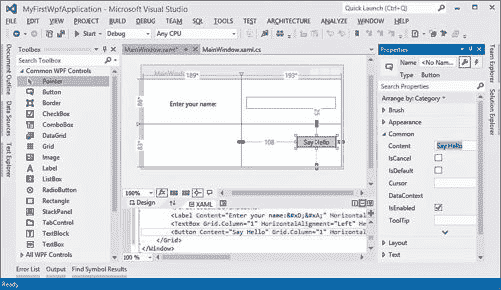 MyFirstWpfApplication - Microsoft Visual Studio
Quick Launch (Ctrl+Q)
FILE EDIT VIEW PROJECT BUILD DEBUG TEAM SQL TOOLS TEST ARCHITECTURE ANALYZE WINDOW HELP
Start Debug Any CPU
Document Outline
Data Sources
Test Explorer
Toolbox
Search Toolbox
Common WPF Controls
Pointer
Button
Border
CheckBox
ComboBox
DataGrid
Grid
Image
Label
ListBox
RadioButton
Rectangle
StackPanel
TabControl
TextBlock
TextBox
All WPF Controls
MainWindow.xaml*
MainWindow.xaml.cs
MainWindow
189*
193*
Enter your name:
108
Say Hello
100%
Design
XAML
<Label Content="Enter your name:&#xD;&#xA;" Horizontal
<TextBox Grid.Column="1" HorizontalAlignment="Left" He
<Button Content="Say Hello" Grid.Column="1" Horizontal
</Grid>
</Window>
100 %
Properties
Name <No Nam...
Type Button
Search Properties
Arrange by Category
Brush
Appearance
Common
Content Say Hello
IsCancel
IsDefault
Cursor
DataContext
IsEnabled
ToolTip
Layout
Text
Team Explorer
Solution Explorer
Error List Output Find Symbol Results
Ready